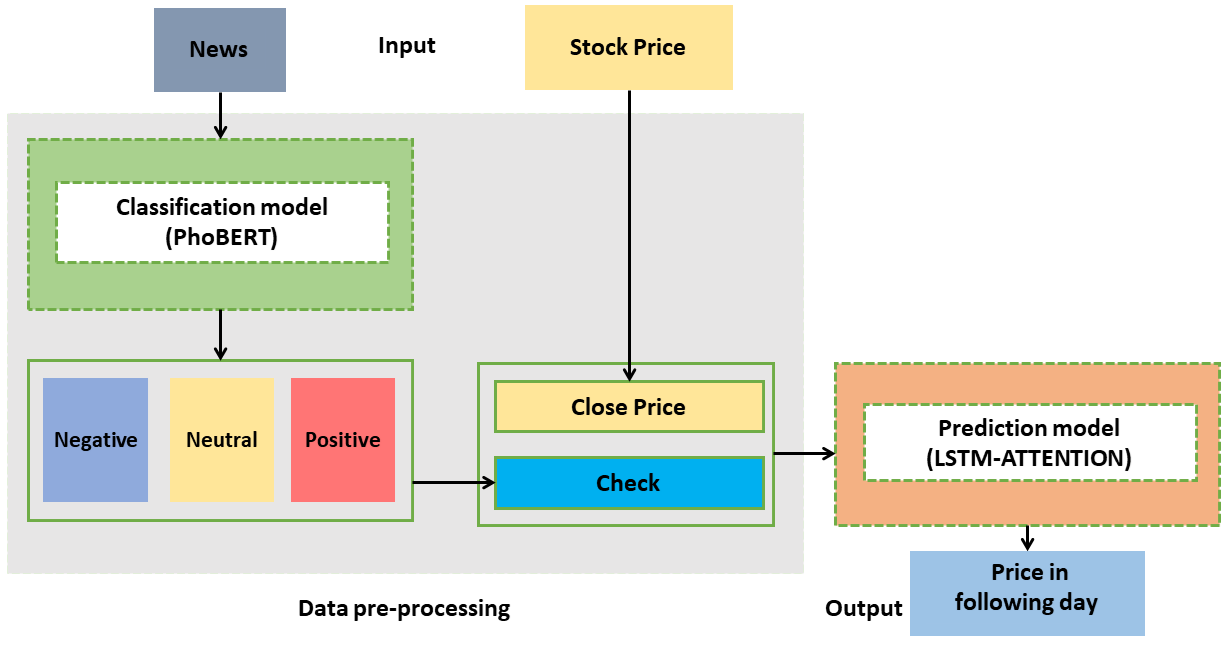 News
Input
Stock Price
Classification model
(PhoBERT)
Negative
Neutral
Positive
Close Price
Check
Prediction model
(LSTM-ATTENTION)
Price in
following day
Data pre-processing
Output